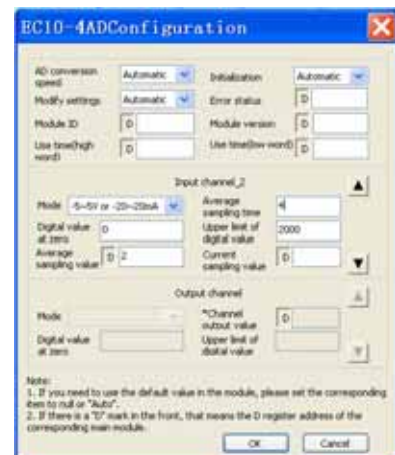 EC10-4ADConfiguration
AD conversion speed Automatic Initialization Automatic
Modify settings Automatic Error status D
Module ID D Module version D
Use time(high word) D Use time(low word) D
Input channel_2
Mode -5~5V or -20~20mA Average sampling time 4
Digital value at zero 0 Upper limit of digital value 2000
Average sampling value D 2 Current sampling value D
Output channel
Mode *Channel output value D
Digital value at zero Upper limit of digital value
Note:
1. If you need to use the default value in the module, please set the corresponding
item to null or "Auto".
2. If there is a "D" mark in the front, that means the D register address of the
corresponding main module.
OK Cancel